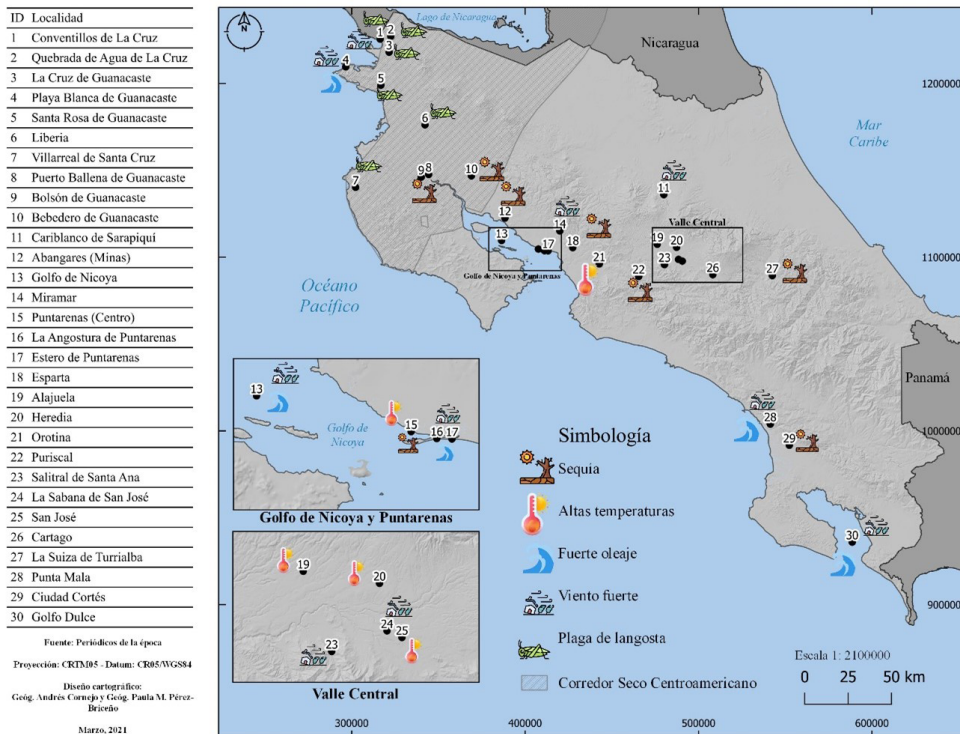 ID Localidad
1 Conventillos de La Cruz
2 Quebrada de Agua de La Cruz
3 La Cruz de Guanacaste
4 Playa Blanca de Guanacaste
5 Santa Rosa de Guanacaste
6 Liberia
7 Villarreal de Santa Cruz
8 Puerto Ballena de Guanacaste
9 Bolsón de Guanacaste
10 Bebedero de Guanacaste
11 Cariblanco de Sarapiquí
12 Abangares (Minas)
13 Golfo de Nicoya
14 Miramar
15 Puntarenas (Centro)
16 La Angostura de Puntarenas
17 Estero de Puntarenas
18 Esparta
19 Alajuela
20 Heredia
21 Orotina
22 Puriscal
23 Salitral de Santa Ana
24 La Sabana de San José
25 San José
26 Cartago
27 La Suiza de Turrialba
28 Punta Mala
29 Ciudad Cortés
30 Golfo Dulce
Fuente: Periódicos de la época
Proyección: CRTM05 - Datum: CR05/WGS84
Diseño cartográfico:
Geóg. Andrés Cornejo y Geóg. Paula M. Pérez-
Briceño
Marzo, 2021
N
Lago de Nicaragua
Nicaragua
Mar
Caribe
Océano
Pacífico
Panamá
1
2
3
4
5
6
7
8
9
10
11
12
13
14
17
18
19
20
21
22
23
26
27
28
29
30
Valle Central
Golfo de Nicoya y Puntarenas
1200000
1100000
1000000
900000
300000
400000
500000
600000
13
Golfo de
Nicoya
15
16
17
Golfo de Nicoya y Puntarenas
19
20
23
24
25
Valle Central
Simbología
Sequia
Altas temperaturas
Fuerte oleaje
Viento fuerte
Plaga de langosta
Corredor Seco Centroamericano
Escala 1: 2100000
0 25 50 km